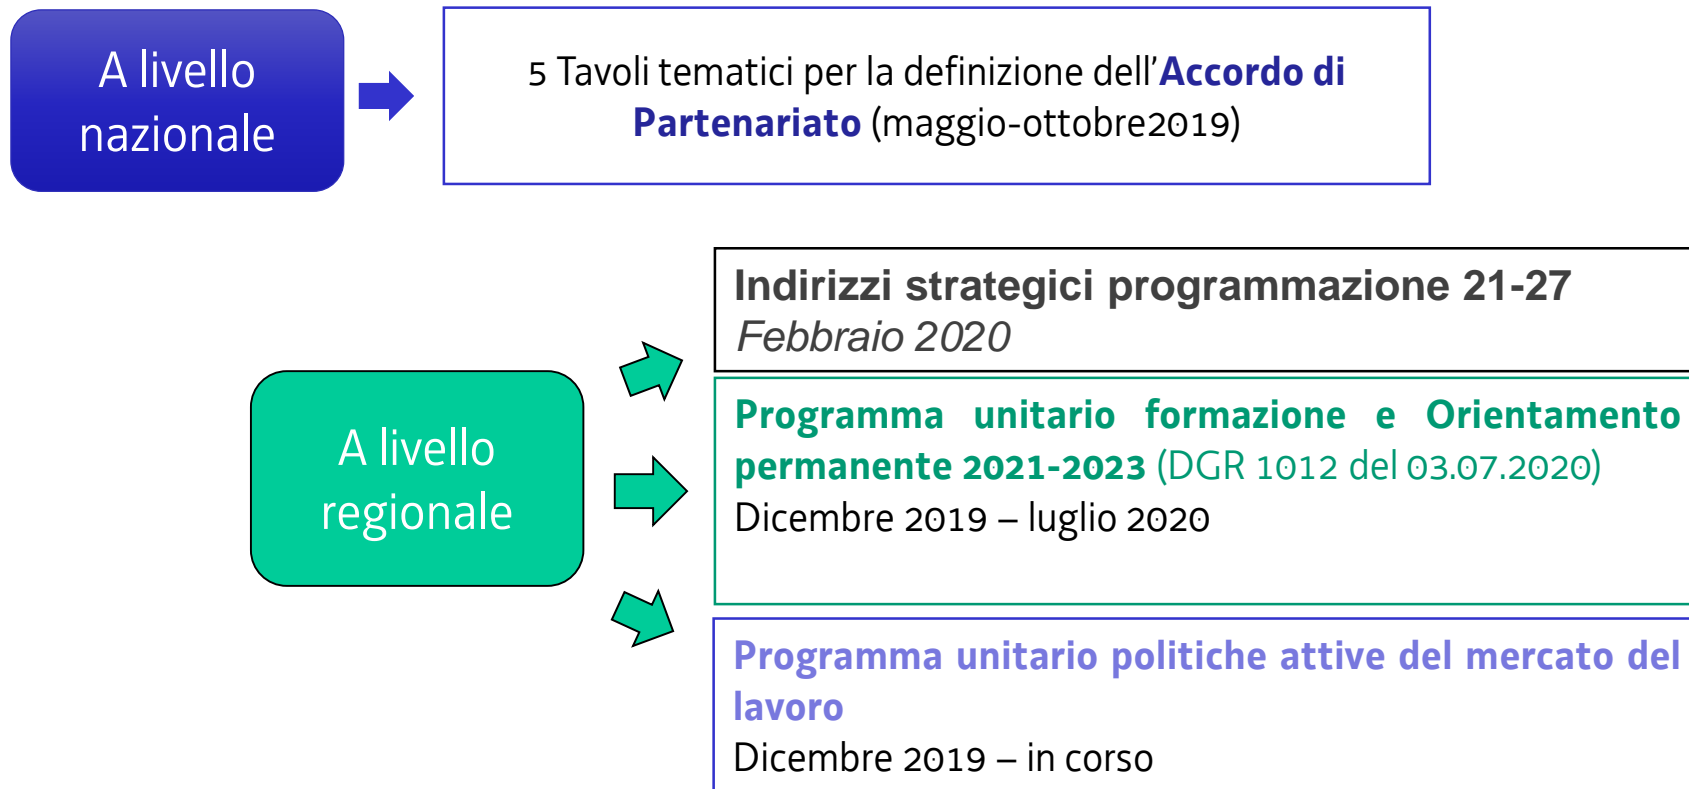 A livello
nazionale
5 Tavoli tematici per la definizione dell’Accordo di
Partenariato (maggio-ottobre2019)
Indirizzi strategici programmazione 21-27
Febbraio 2020
A livello
regionale
Programma unitario formazione e Orientamento
permanente 2021-2023 (DGR 1012 del 03.07.2020)
Dicembre 2019 – luglio 2020
Programma unitario politiche attive del mercato del
lavoro
Dicembre 2019 – in corso